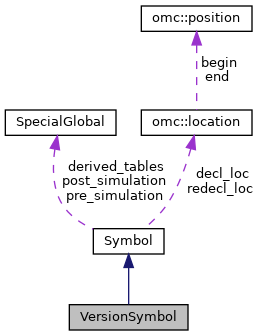 omc::position
begin
end
SpecialGlobal
omc::location
derived_tables
post_simulation
pre_simulation
decl_loc
redecl_loc
Symbol
VersionSymbol